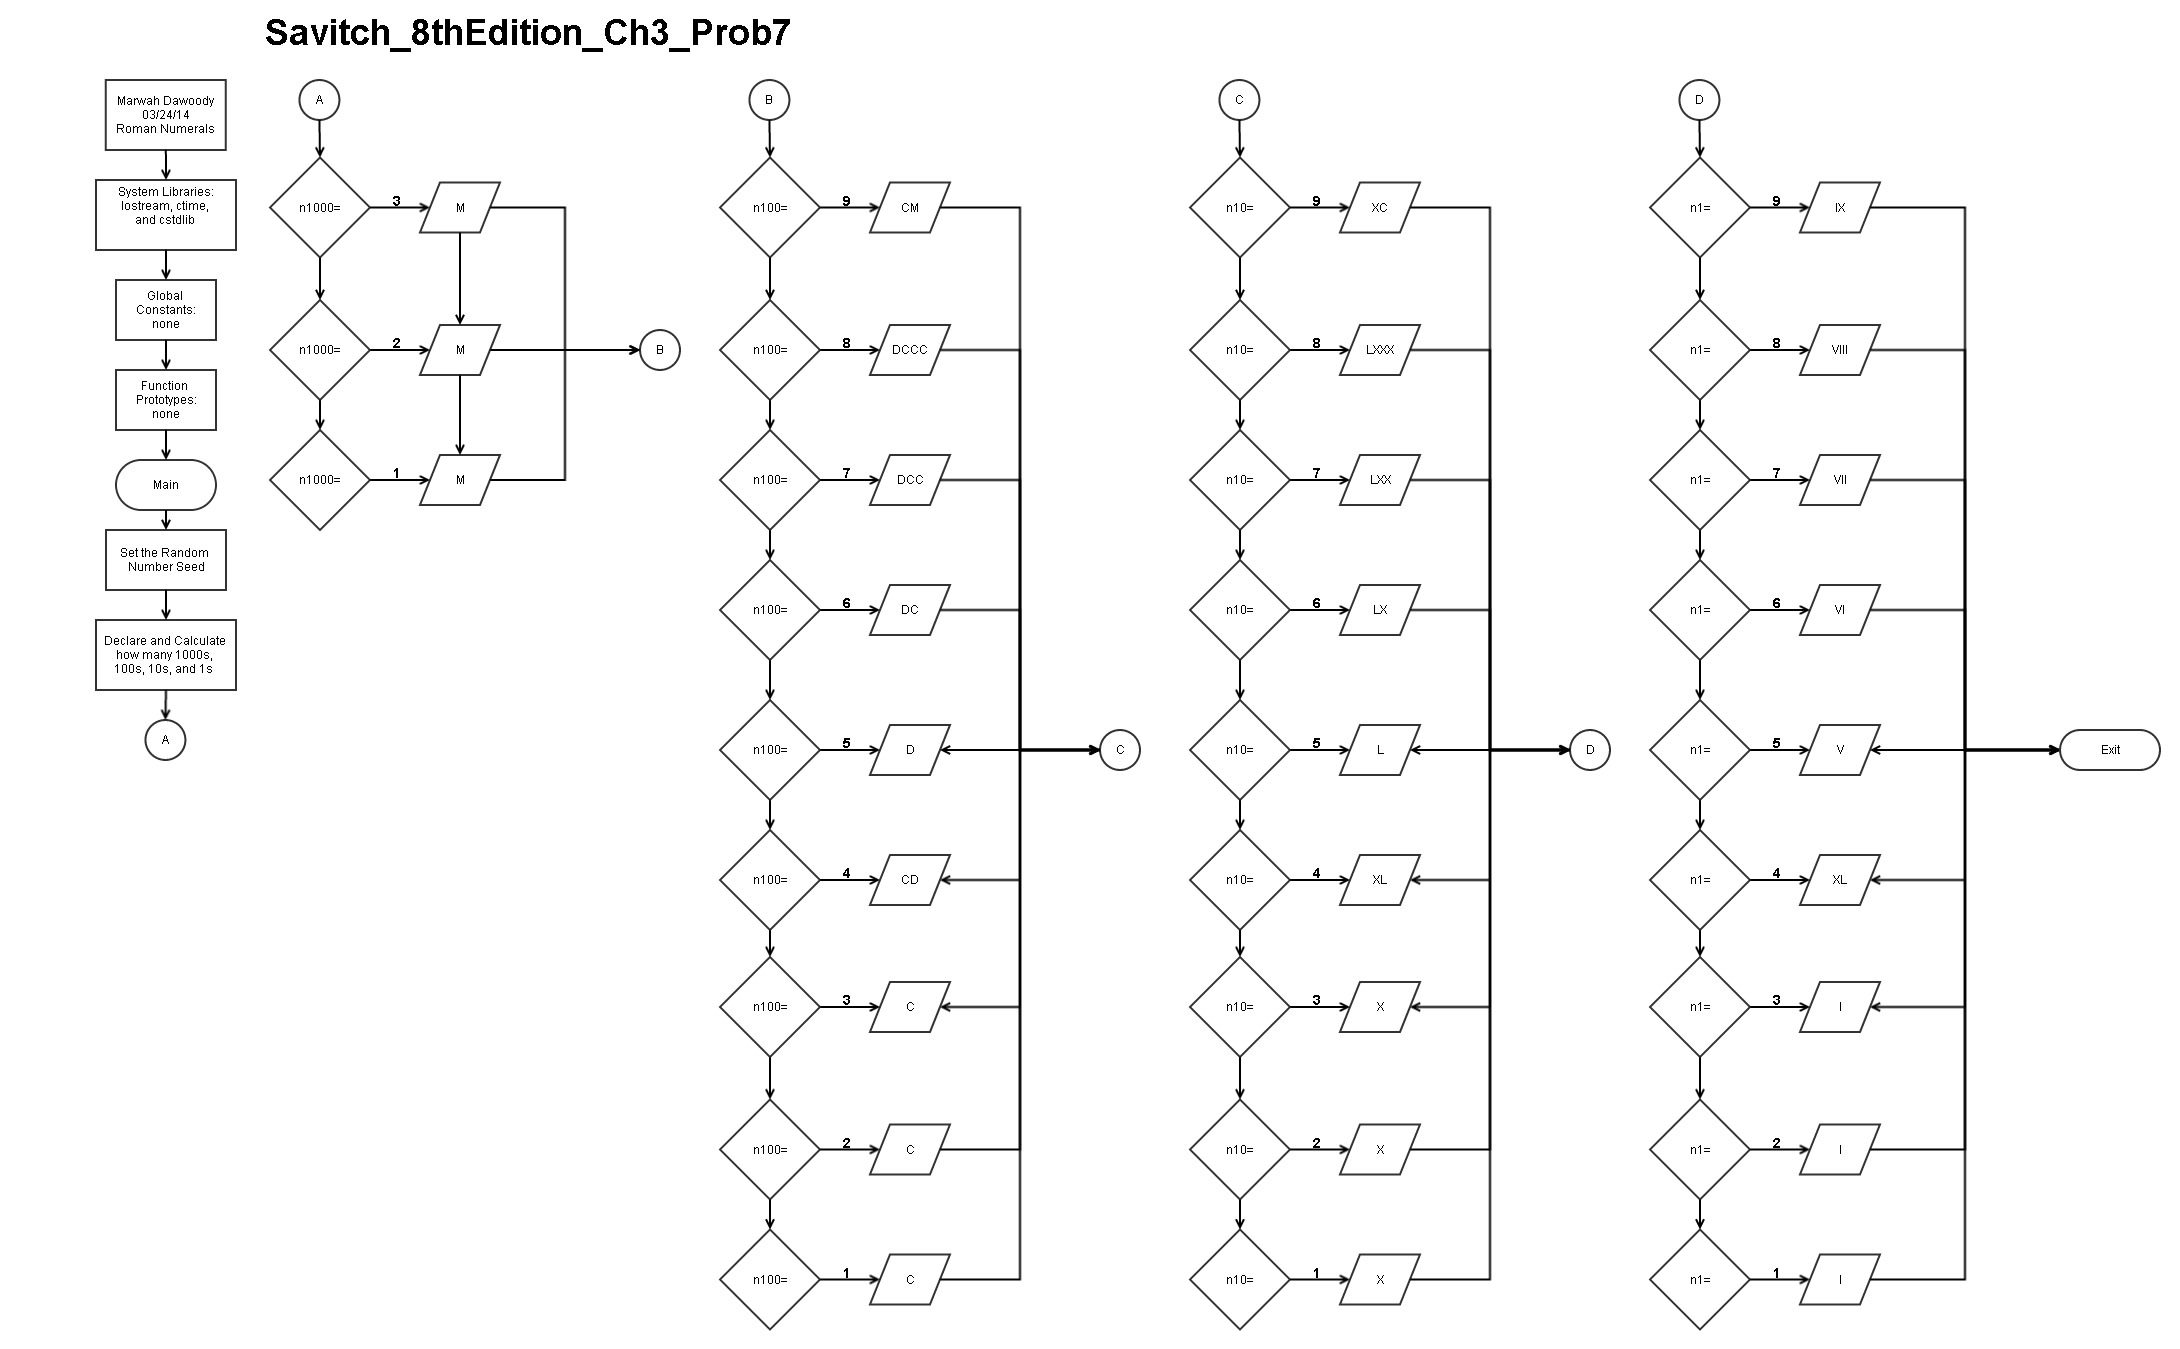 Savitch_8thEdition_Ch3_Prob7
Marwah Dawoody
03/24/14
Roman Numerals
System Libraries:
Iostream, ctime,
and cstdlib
Global
Constants:
none
Function
Prototypes:
none
Main
Set the Random
Number Seed
Declare and Calculate
how many 1000s,
100s, 10s, and 1s
A
A
n1000= 3 M
n1000= 2 M B
n1000= 1 M
B
n100= 9 CM
n100= 8 DCCC
n100= 7 DCC
n100= 6 DC
n100= 5 D C
n100= 4 CD
n100= 3 C
n100= 2 C
n100= 1 C
C
n10= 9 XC
n10= 8 LXXX
n10= 7 LXX
n10= 6 LX
n10= 5 L D
n10= 4 XL
n10= 3 X
n10= 2 X
n10= 1 X
D
n1= 9 IX
n1= 8 VIII
n1= 7 VII
n1= 6 VI
n1= 5 V Exit
n1= 4 XL
n1= 3 I
n1= 2 I
n1= 1 I